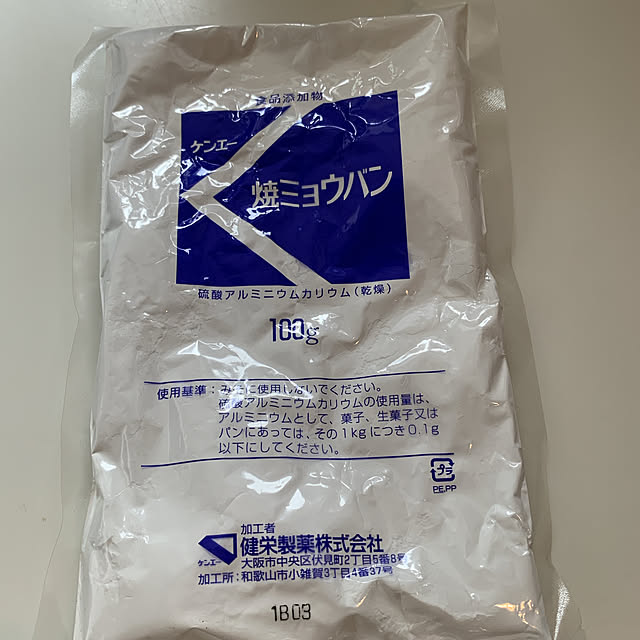 食品添加物
ケンエー
焼ミョウバン
硫酸アルミニウムカリウム(乾燥)
100g
使用基準:みそに使用しないでください。
硫酸アルミニウムカリウムの使用量は、
アルミニウムとして、菓子、生菓子又は
パンにあっては、その1kgにつき0.1g
以下にしてください。
プラ
PE,PP
加工者
ケンエー
健栄製薬株式会社
大阪市中央区伏見町2丁目5番8号
加工所:和歌山市小雑賀3丁目4番37号
1B03